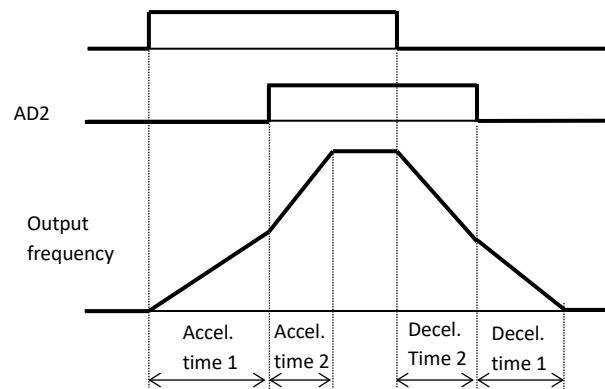 AD2
Output
frequency
Accel.
time 1
Accel.
time 2
Decel.
Time 2
Decel.
time 1